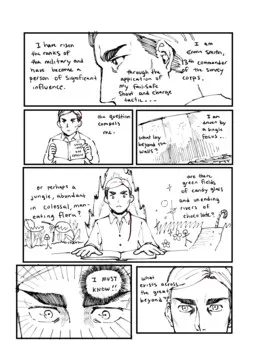 I have risen
the ranks of
the military and
have become a
person of significant
influence.
through the
application of
my fail-safe
shout and charge
tactic...
I am
Erwin Smith,
13th commander
of the survey
corps.
the question
compels
me.
what lay
beyond the
walls?
I am
driven by
a single
focus...
or perhaps a
jungle, abundant
in colossal, man-
eating flora?
are there
green fields
of candy grass
and unending
rivers of
chocolate?
I MUST
KNOW!!
what
exists across
the great
beyond?